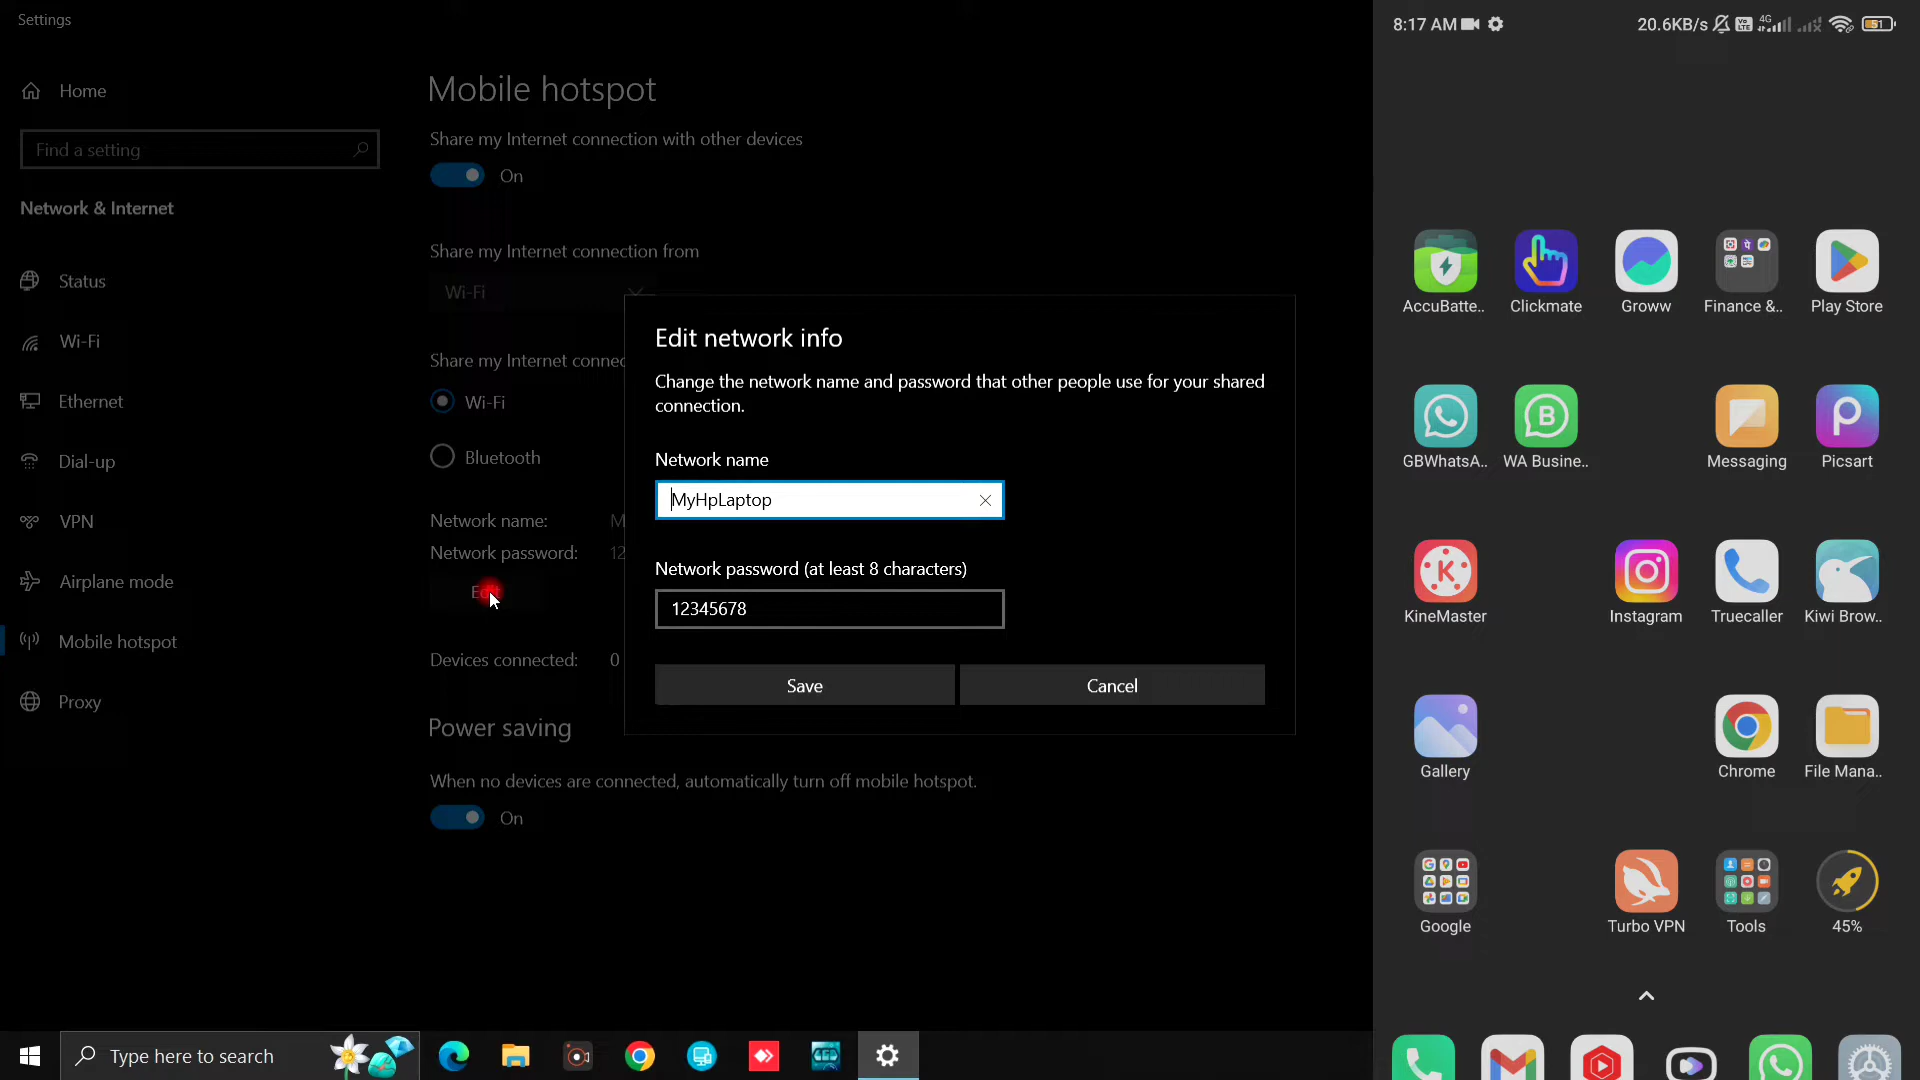 Settings
Home
Find a setting
Network & Internet
Status
Wi-Fi
Ethernet
Dial-up
VPN
Airplane mode
Mobile hotspot
Proxy
Mobile hotspot
Share my Internet connection with other devices
On
Share my Internet connection from
Wi-Fi
Share my Internet connec
Wi-Fi
Bluetooth
Network name: M
Network password: 12
Edit
Devices connected: 0
Power saving
When no devices are connected, automatically turn off mobile hotspot.
On
Edit network info
Change the network name and password that other people use for your shared
connection.
Network name
MyHpLaptop
Network password (at least 8 characters)
12345678
Save Cancel
Type here to search
8:17 AM 20.6KB/s Vo LTE 4G 51
AccuBatte.. Clickmate Groww Finance &.. Play Store
GBWhatsA.. WA Busine.. Messaging Picsart
KineMaster Instagram Truecaller Kiwi Brow..
Gallery Chrome File Mana..
Google Turbo VPN Tools 45%